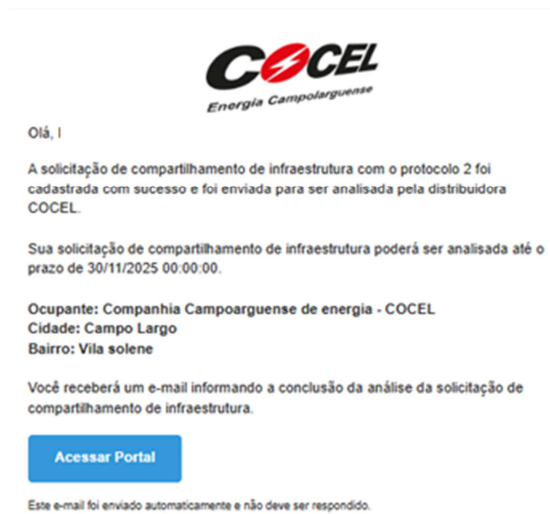 COCEL
Energia Campolarguense
Olá, I
A solicitação de compartilhamento de infraestrutura com o protocolo 2 foi
cadastrada com sucesso e foi enviada para ser analisada pela distribuidora
COCEL.
Sua solicitação de compartilhamento de infraestrutura poderá ser analisada até o
prazo de 30/11/2025 00:00:00.
Ocupante: Companhia Campoarguense de energia - COCEL
Cidade: Campo Largo
Bairro: Vila solene
Você receberá um e-mail informando a conclusão da análise da solicitação de
compartilhamento de infraestrutura.
Acessar Portal
Este e-mail foi enviado automaticamente e não deve ser respondido.